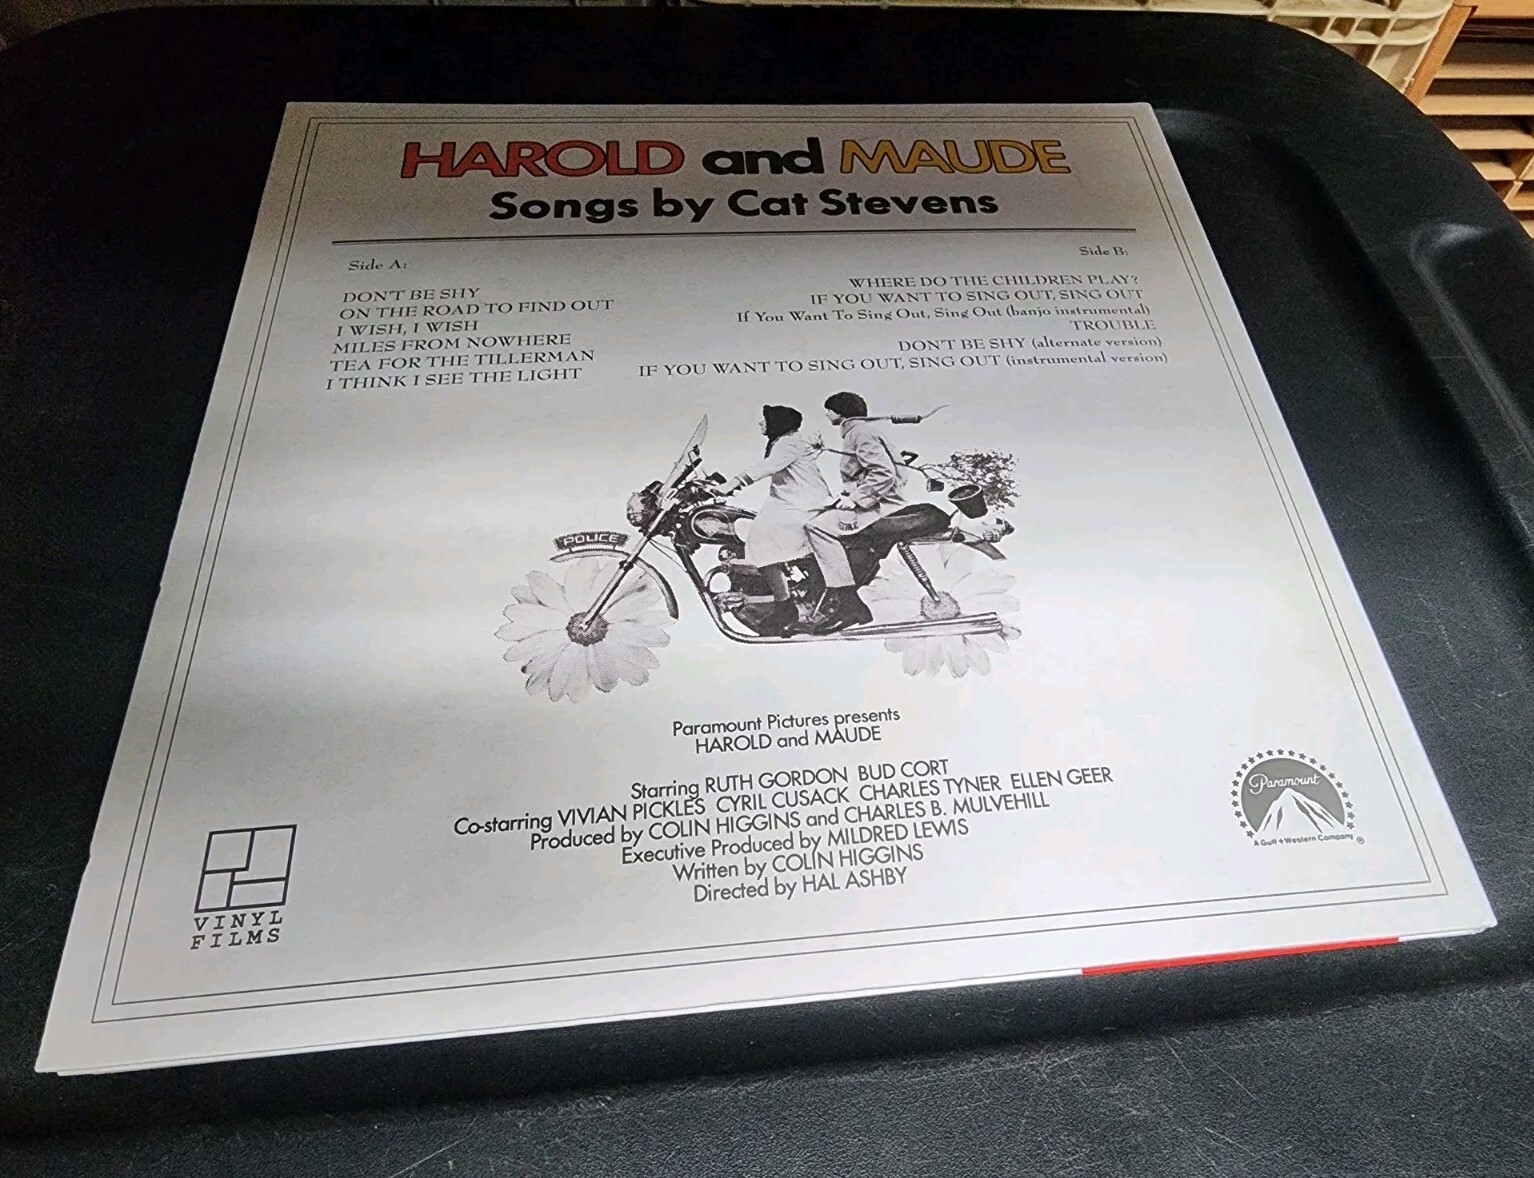 HAROLD and MAUDE
Songs by Cat Stevens
Side A:
DON'T BE SHY
ON THE ROAD TO FIND OUT
I WISH, I WISH
MILES FROM NOWHERE
TEA FOR THE TILLERMAN
I THINK I SEE THE LIGHT
Side B:
WHERE DO THE CHILDREN PLAY?
IF YOU WANT TO SING OUT, SING OUT
If You Want To Sing Out, Sing Out (banjo instrumental)
TROUBLE
DON'T BE SHY (alternate version)
IF YOU WANT TO SING OUT, SING OUT (instrumental version)
POLICE
Paramount Pictures presents
HAROLD and MAUDE
Starring RUTH GORDON BUD CORT
Co-starring VIVIAN PICKLES CYRIL CUSACK CHARLES TYNER ELLEN GEER
Produced by COLIN HIGGINS and CHARLES B. MULVEHILL
Executive Produced by MILDRED LEWIS
Written by COLIN HIGGINS
Directed by HAL ASHBY
VINYL
FILMS
Paramount
A Gulf + Western Company
®